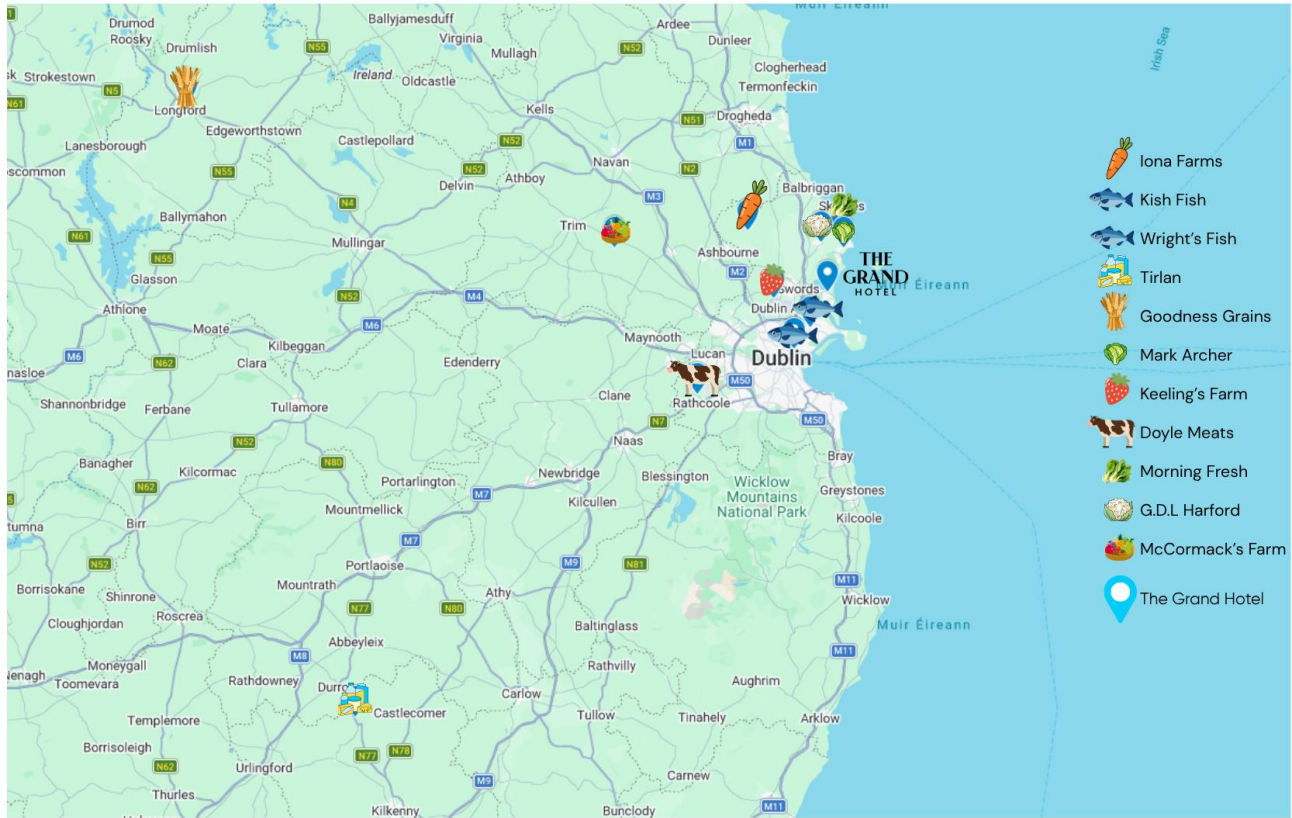 Muir Éireann
Ballyjamesduff
Drumod
Roosky
Drumlish
N55
Virginia
Mullagh
N52
Ardee
Dunleer
Irish Sea
Strokestown
N5
N61
Longford
Ireland
Oldcastle
Clogherhead
Termonfeckin
Kells
N51
Drogheda
Edgeworthstown
Castlepollard
N52
M1
Lanesborough
Navan
N2
N55
N52
Athboy
Delvin
Balbriggan
M3
N4
Ballymahon
Trim
N61
Mullingar
Ashbourne
N55
M2
THE
GRAND
HOTEL
Muir Éireann
Glasson
N52
M4
Swords
Athlone
Dublin
Moate
M6
Maynooth
M6
Kilbeggan
Lucan
Dublin
N62
Clara
Edenderry
M50
Clane
Rathcoole
Shannonbridge
Ferbane
Tullamore
N7
M50
Naas
N52
Bray
Banagher
N80
Kilcormac
Newbridge
Blessington
Wicklow
Mountains
National Park
Portarlington
M7
Greystones
N62
Kilcullen
Mountmellick
Kilcoole
Birr
M7
N52
Portlaoise
M9
N81
Borrisokane
Shinrone
Mountrath
Athy
M11
Wicklow
N77
N80
Roscrea
Cloughjordan
Baltinglass
Muir Éireann
Abbeyleix
M8
M11
Moneygall
Toomevara
Rathvilly
Rathdowney
Aughrim
Carlow
Castlecomer
Templemore
Tullow
Tinahely
Arklow
Borrisoleigh
N77
N78
N62
Urlingford
M9
Carnew
Thurles
Kilkenny
Bunclody
M11
Iona Farms
Kish Fish
Wright's Fish
Tirlan
Goodness Grains
Mark Archer
Keeling's Farm
Doyle Meats
Morning Fresh
G.D.L Harford
McCormack's Farm
The Grand Hotel